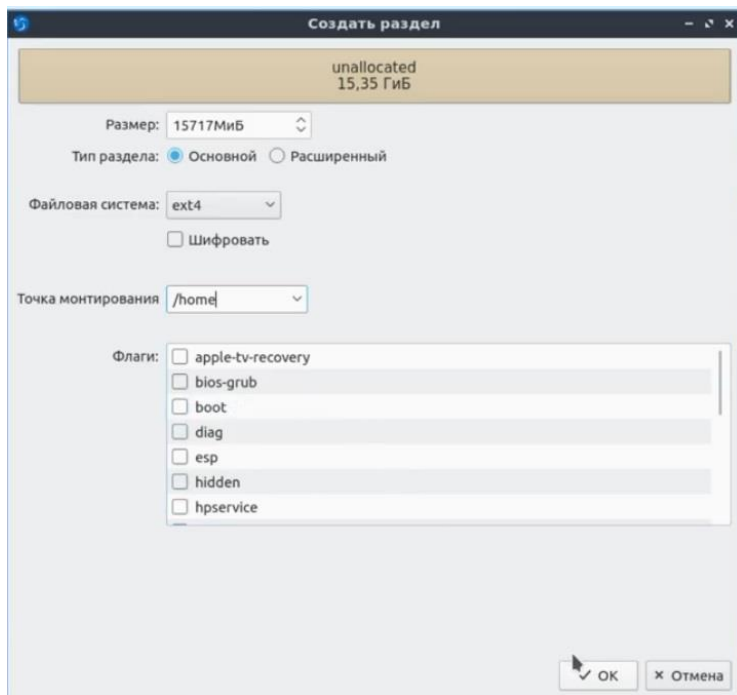 Создать раздел
unallocated
15,35 ГиБ
Размер: 15717МиБ
Тип раздела: Основной Расширенный
Файловая система: ext4
Шифровать
Точка монтирования /home
Флаги: apple-tv-recovery
bios-grub
boot
diag
esp
hidden
hpservice
OK Отмена